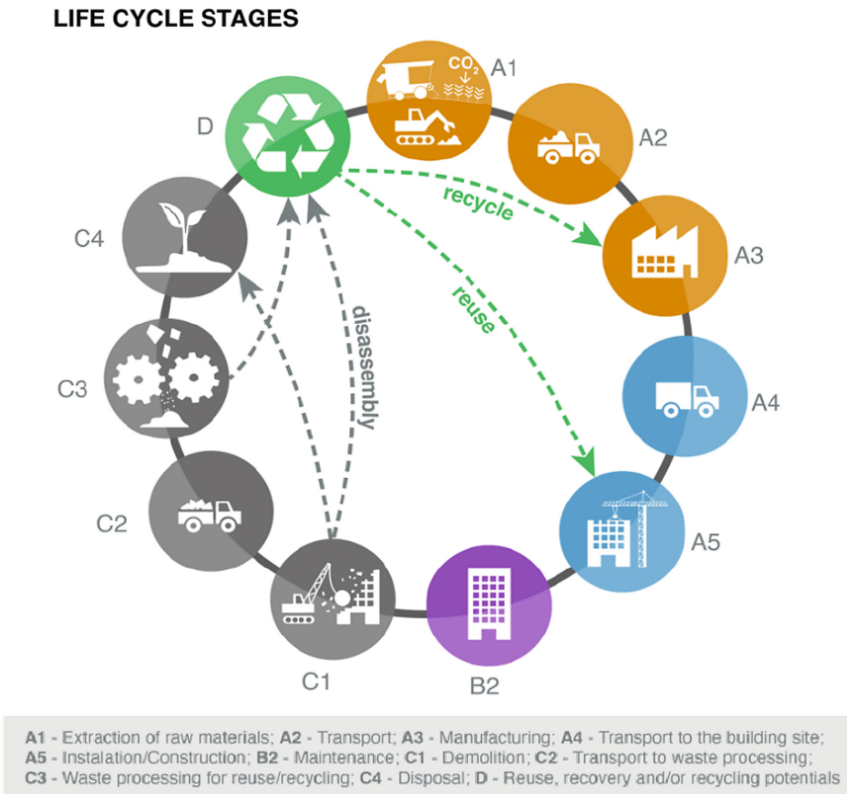 LIFE CYCLE STAGES
CO₂
A1
D
A2
recycle
C4
A3
reuse
disassembly
C3
A4
C2
A5
C1
B2
A1 - Extraction of raw materials; A2 - Transport; A3 - Manufacturing; A4 - Transport to the building site;
A5 - Instalation/Construction; B2 - Maintenance; C1 - Demolition; C2 - Transport to waste processing;
C3 - Waste processing for reuse/recycling; C4 - Disposal; D - Reuse, recovery and/or recycling potentials